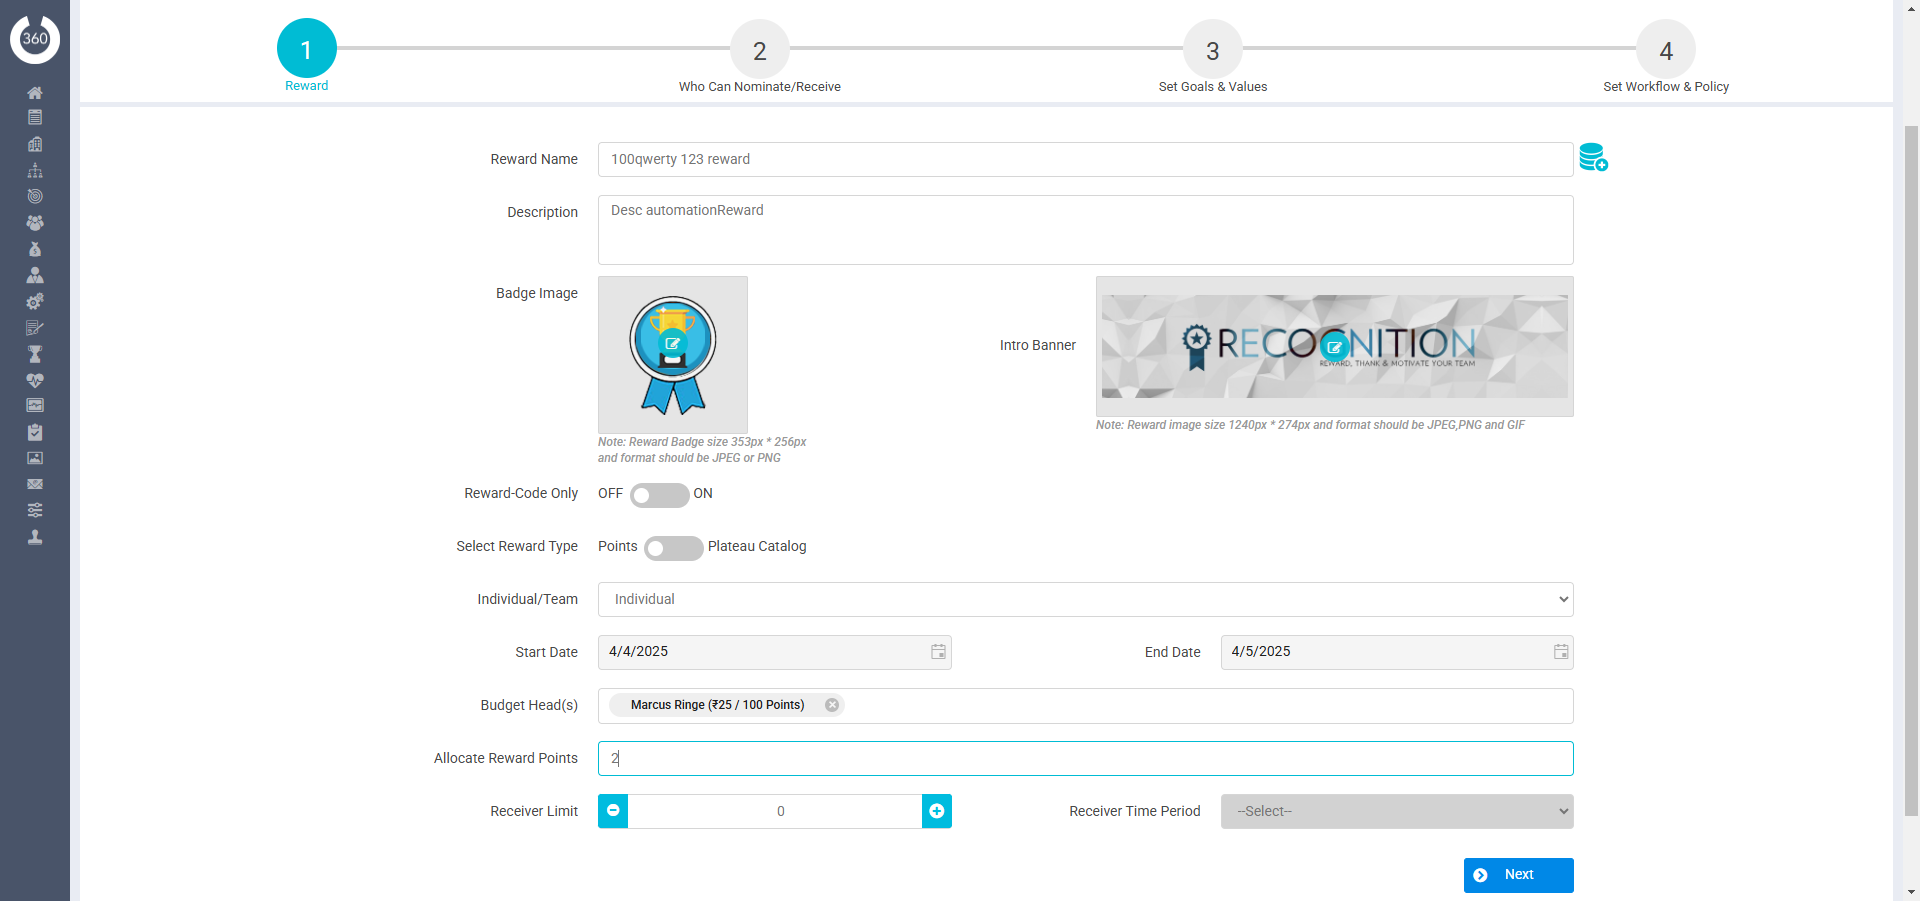 360
1
Reward
2
Who Can Nominate/Receive
3
Set Goals & Values
4
Set Workflow & Policy
Reward Name
100qwerty 123 reward
Description
Desc automationReward
Badge Image
Note: Reward Badge size 353px * 256px
and format should be JPEG or PNG
Intro Banner
RECOGNITION
REWARD, THANK & MOTIVATE YOUR TEAM
Note: Reward image size 1240px * 274px and format should be JPEG,PNG and GIF
Reward-Code Only
OFF ON
Select Reward Type
Points Plateau Catalog
Individual/Team
Individual
Start Date
4/4/2025
End Date
4/5/2025
Budget Head(s)
Marcus Ringe (₹25 / 100 Points)
Allocate Reward Points
2
Receiver Limit
0
Receiver Time Period
--Select--
Next